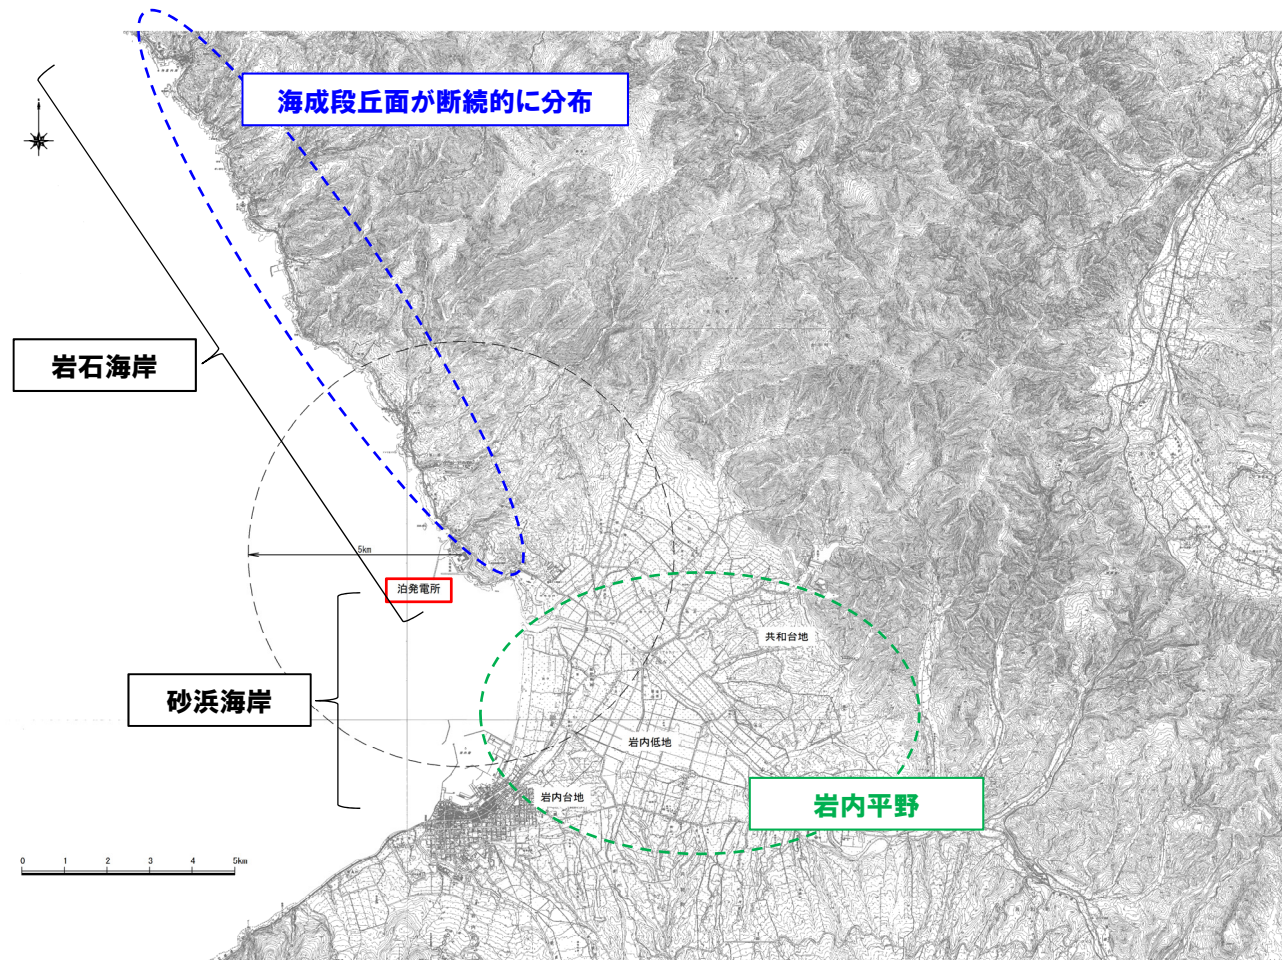 海成段丘面が断続的に分布
岩石海岸
5km
泊発電所
共和台地
砂浜海岸
岩内低地
岩内台地
岩内平野
0 1 2 3 4 5km